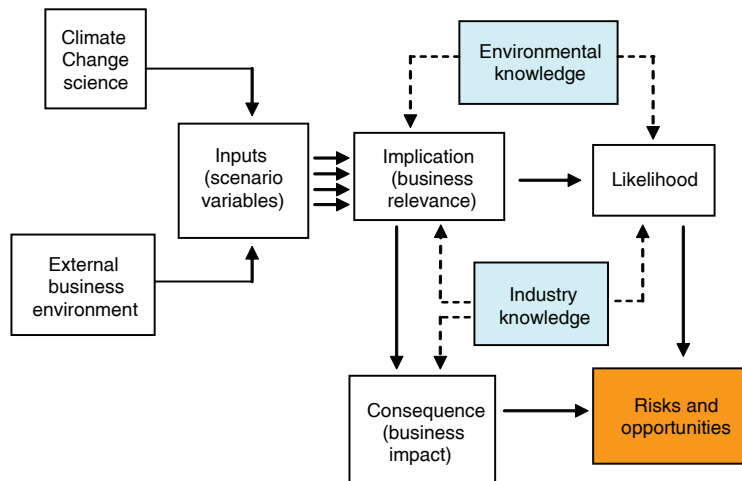 Climate
Change
science
Environmental
knowledge
Inputs
(scenario
variables)
Implication
(business
relevance)
Likelihood
External
business
environment
Industry
knowledge
Consequence
(business
impact)
Risks and
opportunities